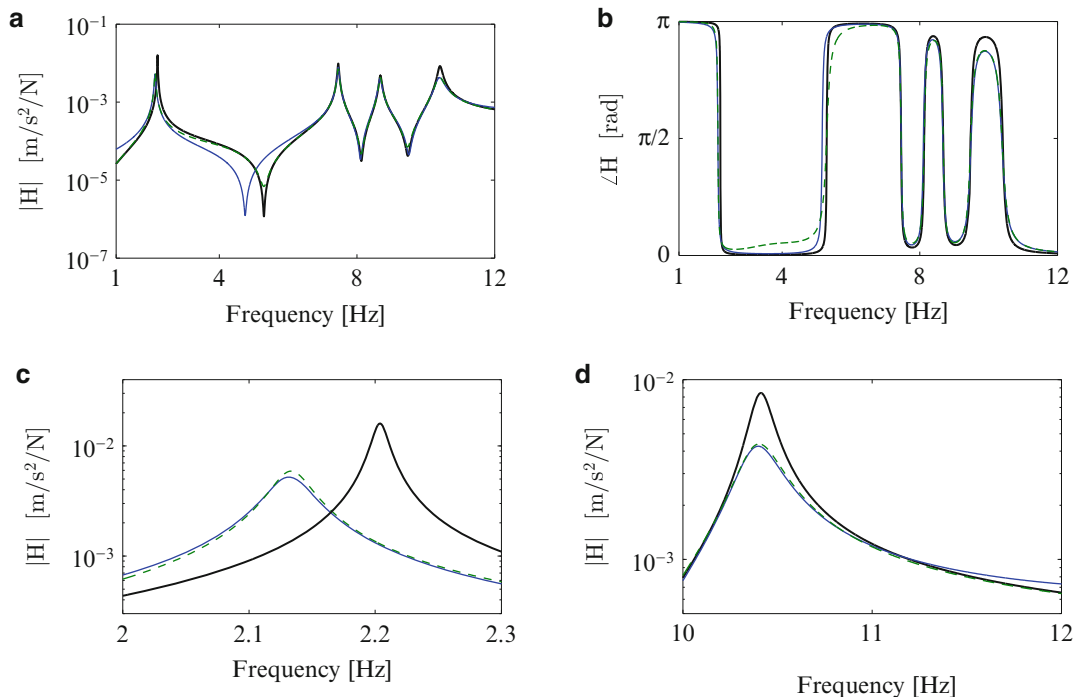 a
10⁻¹
10⁻³
10⁻⁵
10⁻⁷
|H| [m/s²/N]
1 4 8 12
Frequency [Hz]
b
π
π/2
0
∠H [rad]
1 4 8 12
Frequency [Hz]
c
10⁻²
10⁻³
|H| [m/s²/N]
2 2.1 2.2 2.3
Frequency [Hz]
d
10⁻²
10⁻³
|H| [m/s²/N]
10 11 12
Frequency [Hz]